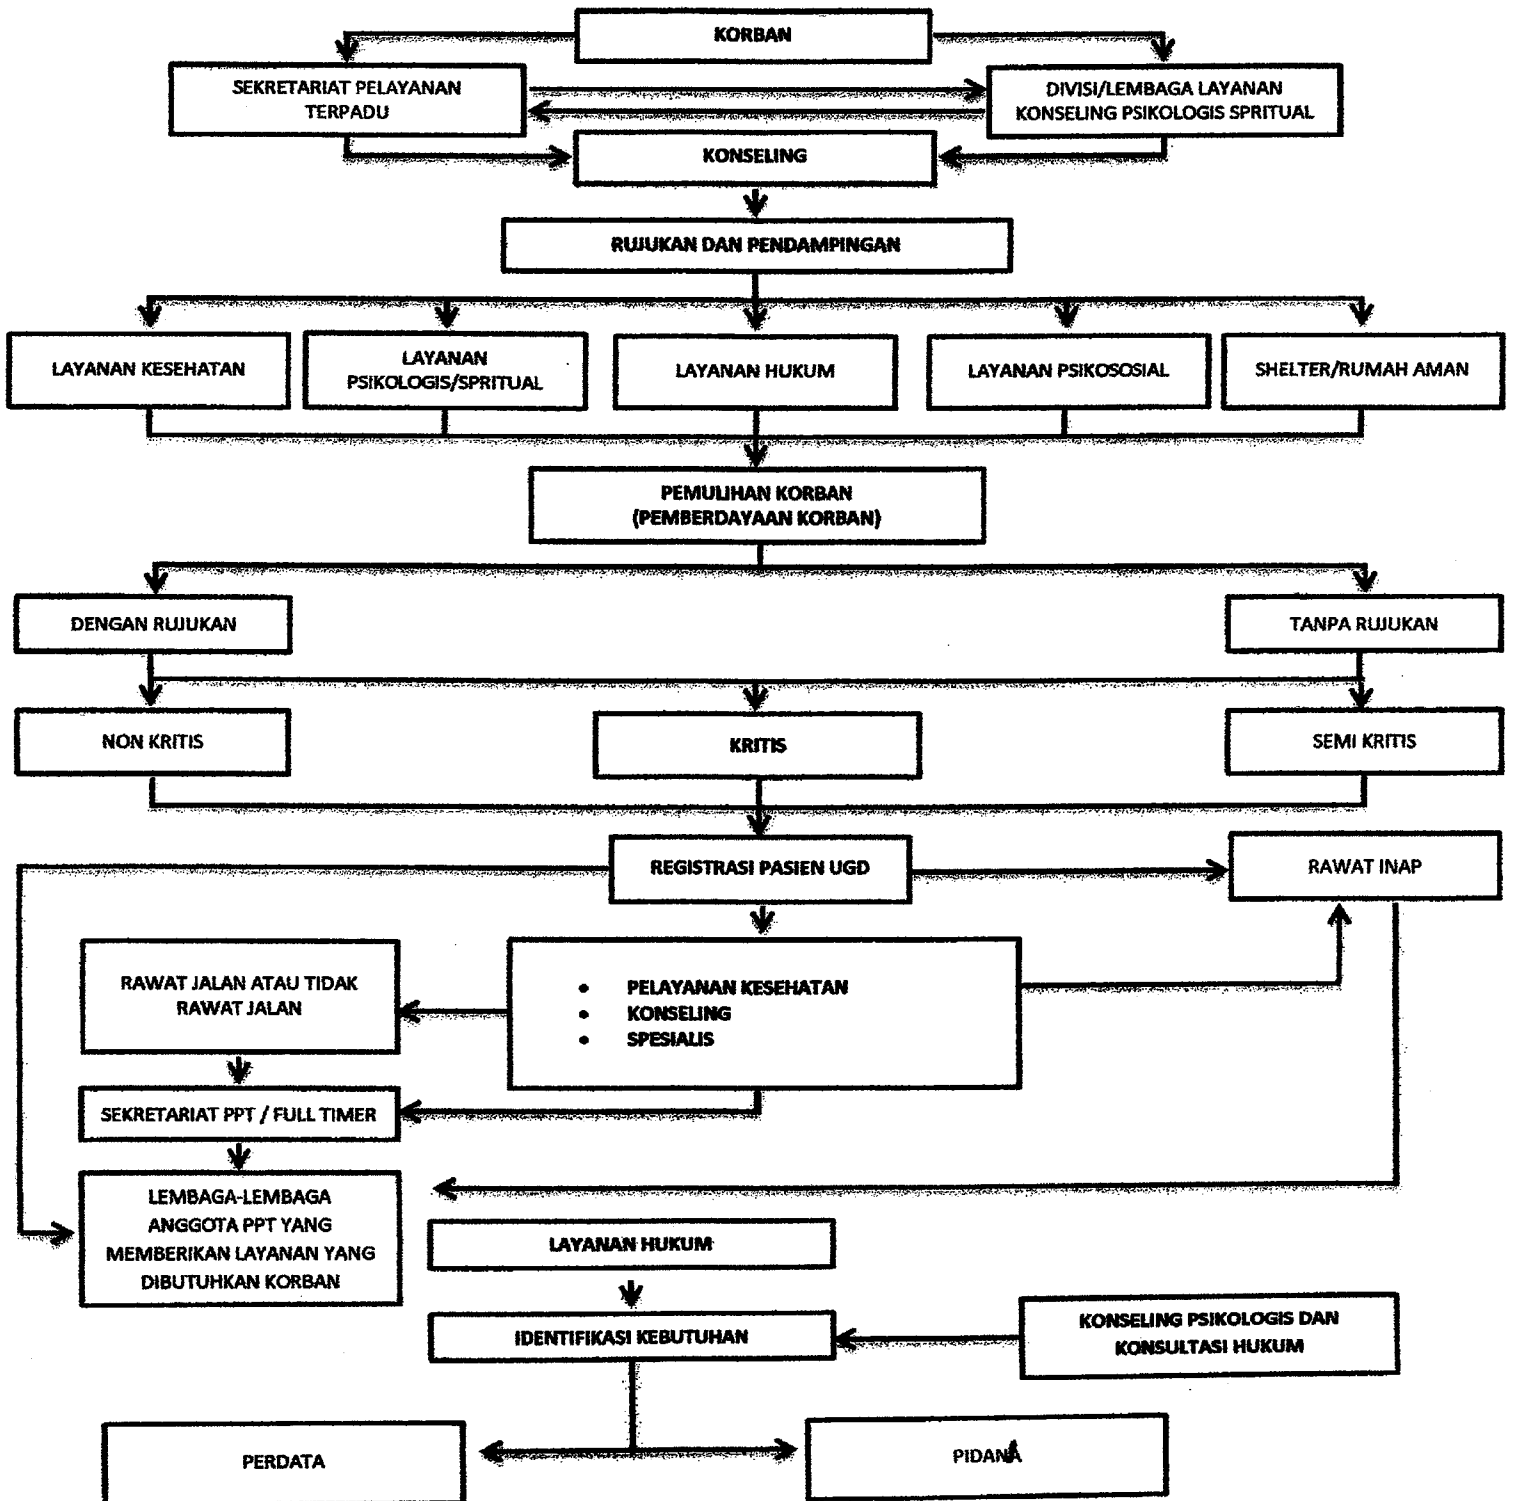 KORBAN
SEKRETARIAT PELAYANAN
TERPADU
DIVISI/LEMBAGA LAYANAN
KONSELING PSIKOLOGIS SPRITUAL
KONSELING
RUJUKAN DAN PENDAMPINGAN
LAYANAN KESEHATAN
LAYANAN
PSIKOLOGIS/SPRITUAL
LAYANAN HUKUM
LAYANAN PSIKOSOSIAL
SHELTER/RUMAH AMAN
PEMULIHAN KORBAN
(PEMBERDAYAAN KORBAN)
DENGAN RUJUKAN
TANPA RUJUKAN
NON KRITIS
KRITIS
SEMI KRITIS
REGISTRASI PASIEN UGD
RAWAT INAP
RAWAT JALAN ATAU TIDAK
RAWAT JALAN
• PELAYANAN KESEHATAN
• KONSELING
• SPESIALIS
SEKRETARIAT PPT / FULL TIMER
LEMBAGA-LEMBAGA
ANGGOTA PPT YANG
MEMBERIKAN LAYANAN YANG
DIBUTUHKAN KORBAN
LAYANAN HUKUM
IDENTIFIKASI KEBUTUHAN
KONSELING PSIKOLOGIS DAN
KONSULTASI HUKUM
PERDATA
PIDANA